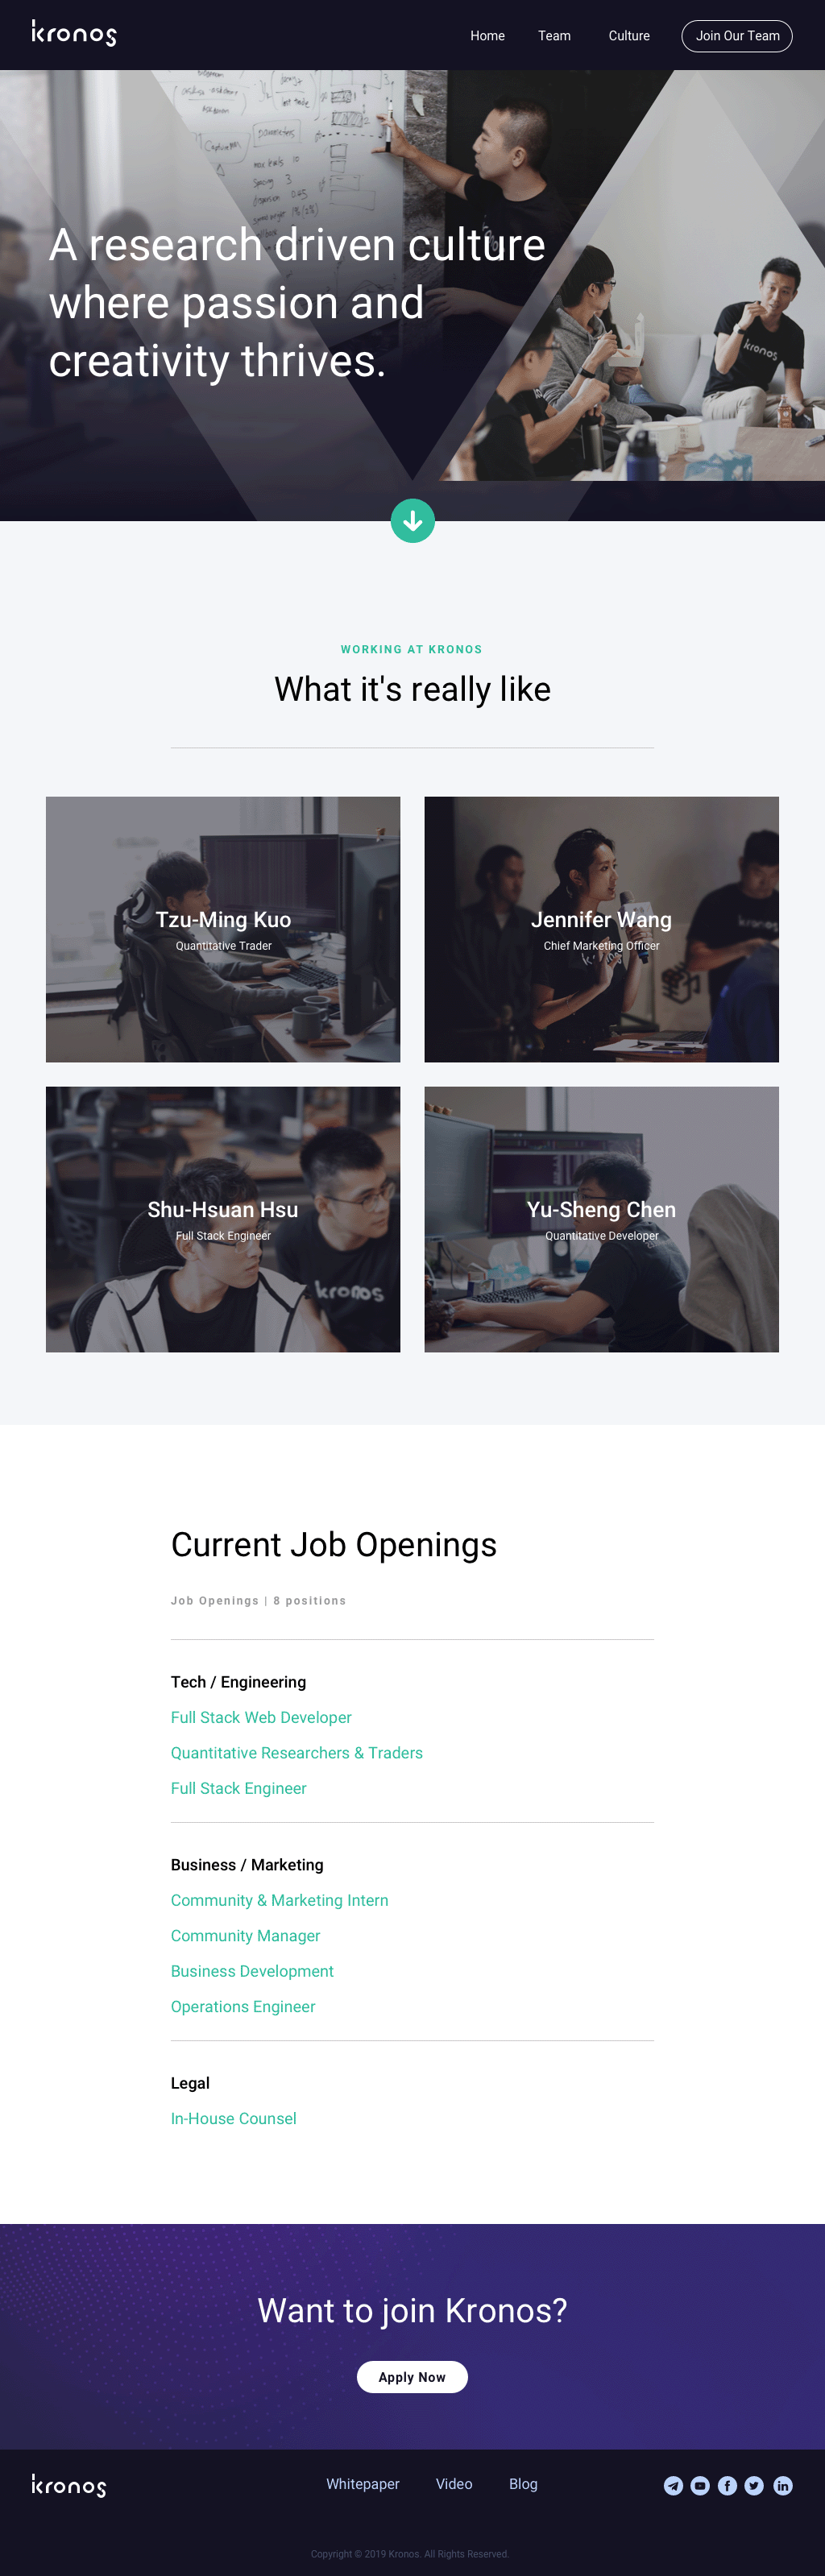 kronos
Home Team Culture Join Our Team
parameters
A research driven culture
where passion and
creativity thrives.
kronos
WORKING AT KRONOS
What it's really like
Tzu-Ming Kuo
Quantitative Trader
Jennifer Wang
Chief Marketing Officer
Shu-Hsuan Hsu
Full Stack Engineer
kronos
Yu-Sheng Chen
Quantitative Developer
Current Job Openings
Job Openings | 8 positions
Tech / Engineering
Full Stack Web Developer
Quantitative Researchers & Traders
Full Stack Engineer
Business / Marketing
Community & Marketing Intern
Community Manager
Business Development
Operations Engineer
Legal
In-House Counsel
Want to join Kronos?
Apply Now
kronos
Whitepaper Video Blog
Copyright © 2019 Kronos. All Rights Reserved.